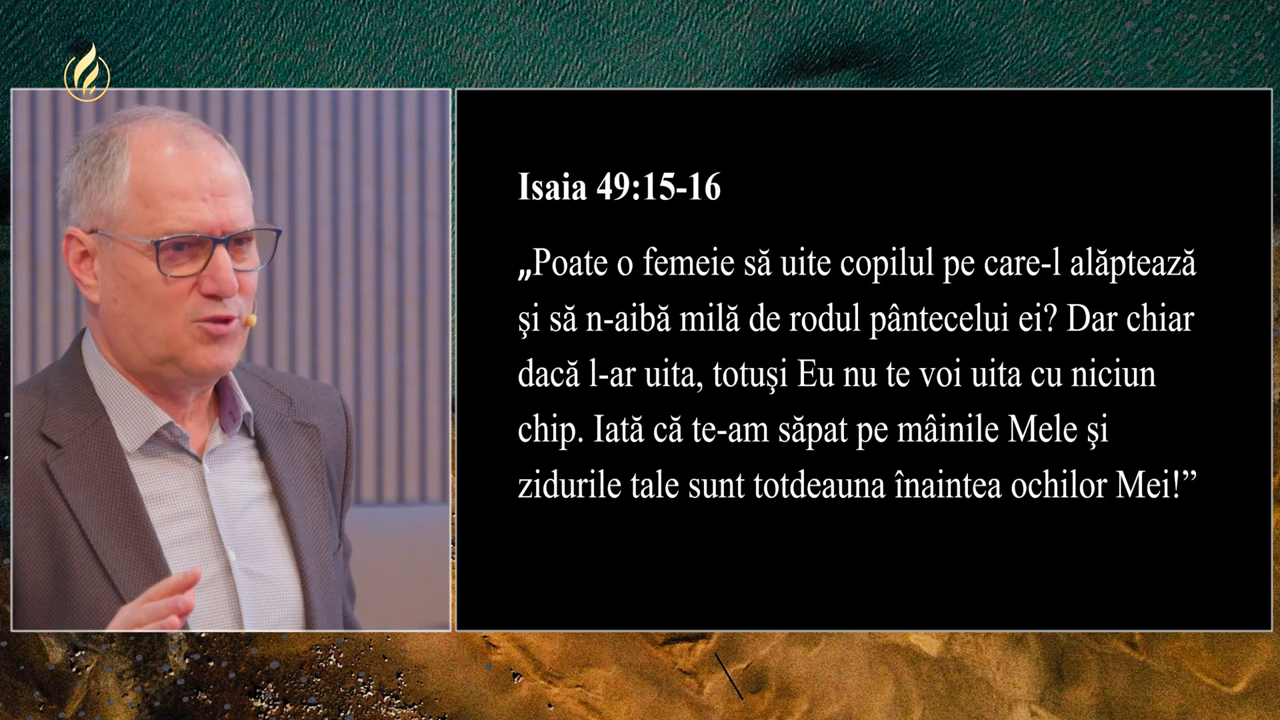 Isaia 49:15-16
„Poate o femeie să uite copilul pe care-l alăptează
şi să n-aibă milă de rodul pântecelui ei? Dar chiar
dacă l-ar uita, totuşi Eu nu te voi uita cu niciun
chip. Iată că te-am săpat pe mâinile Mele şi
zidurile tale sunt totdeauna înaintea ochilor Mei!”